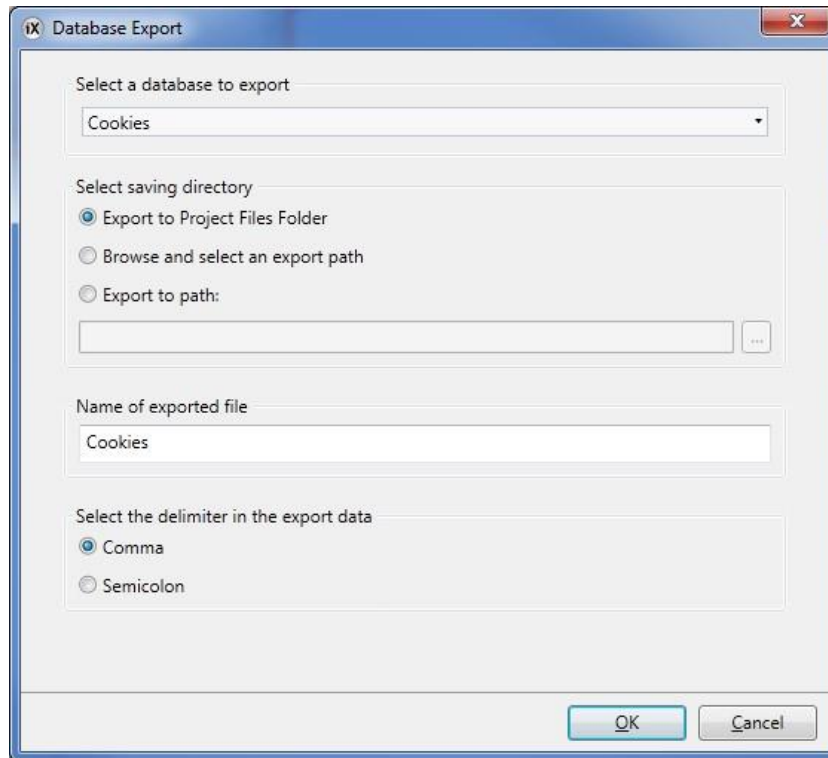 iX Database Export
Select a database to export
Cookies
Select saving directory
Export to Project Files Folder
Browse and select an export path
Export to path:
...
Name of exported file
Cookies
Select the delimiter in the export data
Comma
Semicolon
OK Cancel